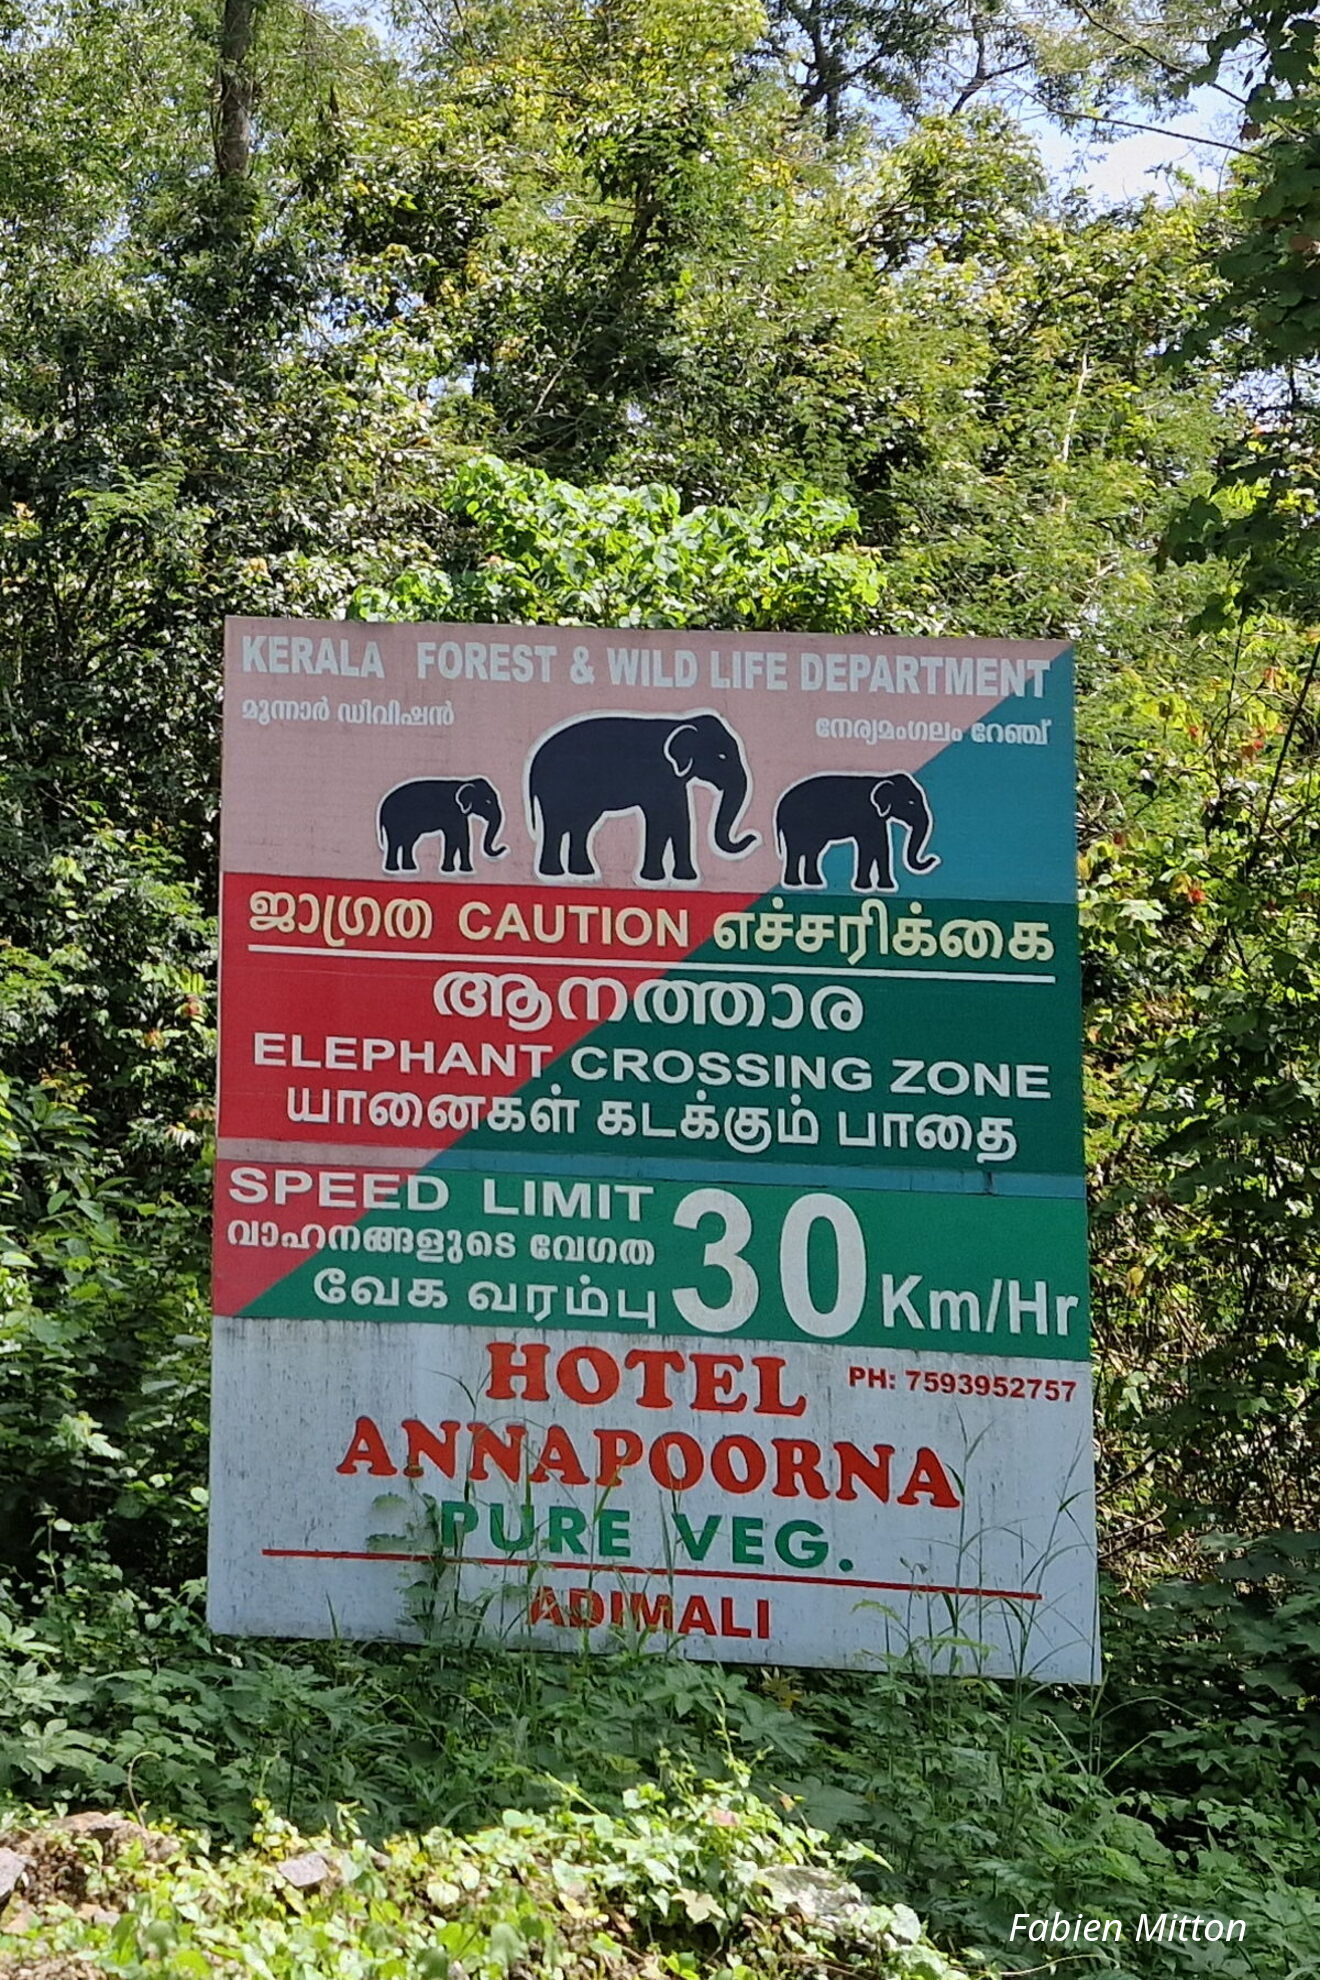 KERALA FOREST & WILD LIFE DEPARTMENT
മൂന്നാർ ഡിവിഷൻ നേര്യമംഗലം റേഞ്ച്
ജാഗ്രത CAUTION எச்சரிக்கை
ആനത്താര
ELEPHANT CROSSING ZONE
யானைகள் கடக்கும் பாதை
SPEED LIMIT
വാഹനങ്ങളുടെ വേഗത
வேக வரம்பு
30 Km/Hr
HOTEL
PH: 7593952757
ANNAPOORNA
PURE VEG.
ADIMALI
Fabien Mitton